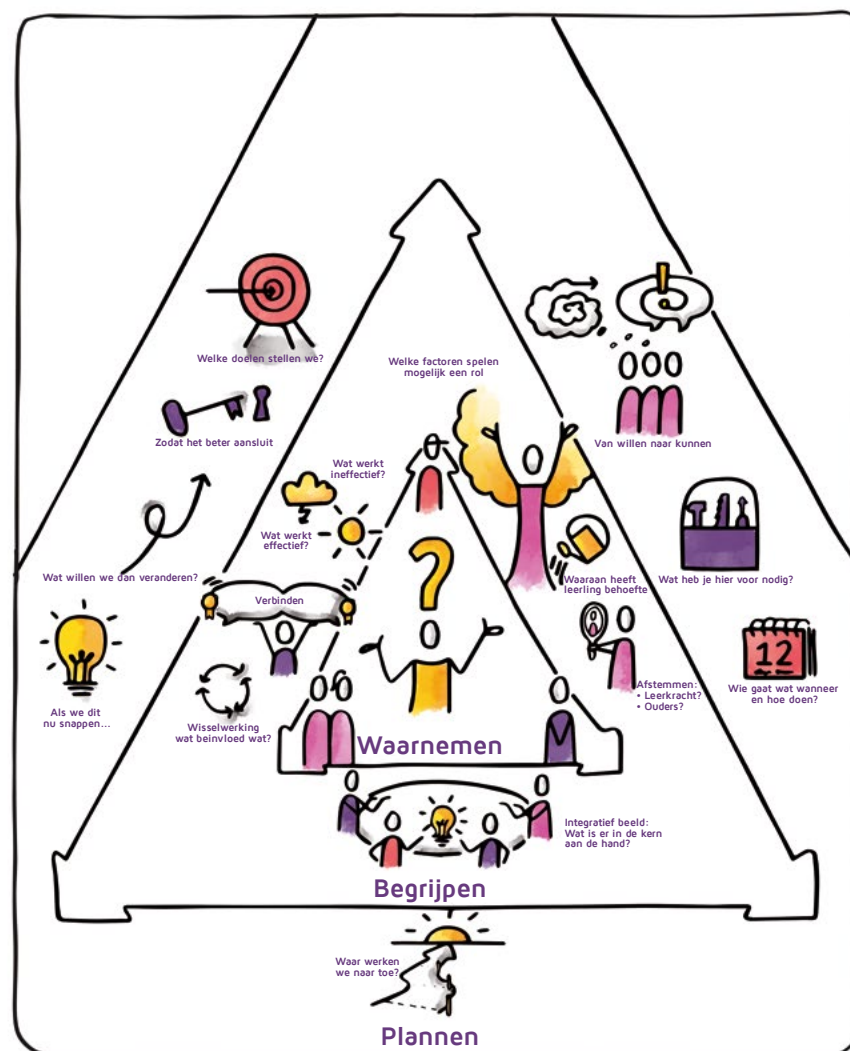 Welke doelen stellen we?
Zodat het beter aansluit
Wat willen we dan veranderen?
Als we dit
nu snappen...
Welke factoren spelen
mogelijk een rol
Wat werkt
ineffectief?
Wat werkt
effectief?
Verbinden
Wisselwerking
wat beinvloed wat?
Waaraan heeft
leerling behoefte
Afstemmen:
• Leerkracht?
• Ouders?
Van willen naar kunnen
Wat heb je hier voor nodig?
12
Wie gaat wat wanneer
en hoe doen?
?
!
Waarnemen
Integratief beeld:
Wat is er in de kern
aan de hand?
Begrijpen
Waar werken
we naar toe?
Plannen